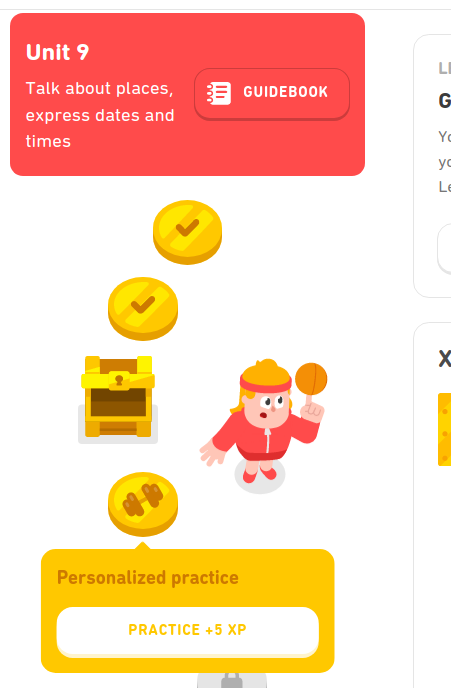 Unit 9
Talk about places,
express dates and
times
GUIDEBOOK
Personalized practice
PRACTICE +5 XP